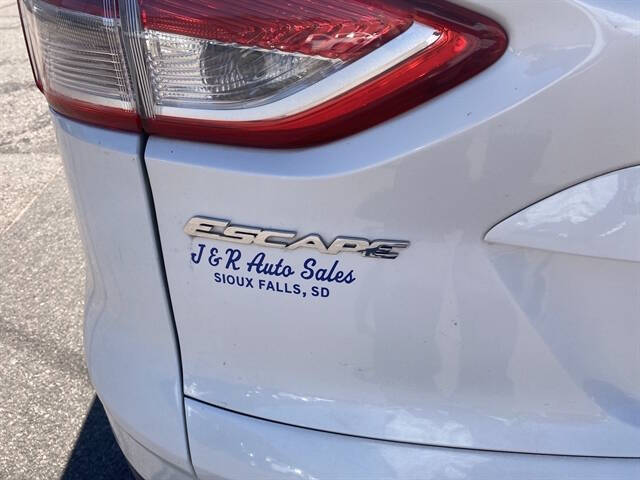 ESCAPE
J & R Auto Sales
SIOUX FALLS, SD